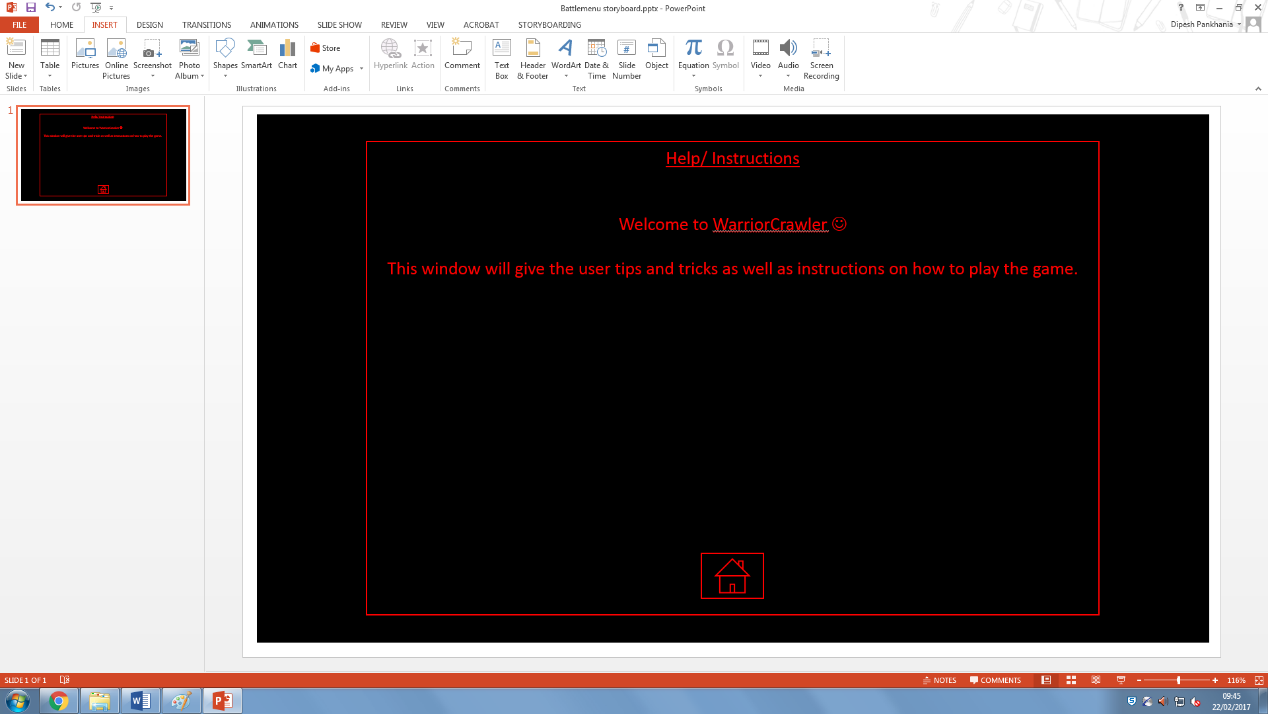 Battlemenu storyboard.pptx - PowerPoint
FILE HOME INSERT DESIGN TRANSITIONS ANIMATIONS SLIDE SHOW REVIEW VIEW ACROBAT STORYBOARDING
Dipesh Pankhania
New Slide
Table
Pictures
Online Pictures
Screenshot
Photo Album
Shapes
SmartArt
Chart
Store
My Apps
Hyperlink
Action
Comment
Text Box
Header & Footer
WordArt
Date & Time
Slide Number
Object
Equation
Symbol
Video
Audio
Screen Recording
Slides Tables Images Illustrations Add-ins Links Comments Text Symbols Media
1
Help/ Instructions
Welcome to WarriorCrawler ☺
This window will give the user tips and tricks as well as instructions on how to play the game.
SLIDE 1 OF 1
NOTES COMMENTS
116%
09:45
22/02/2017